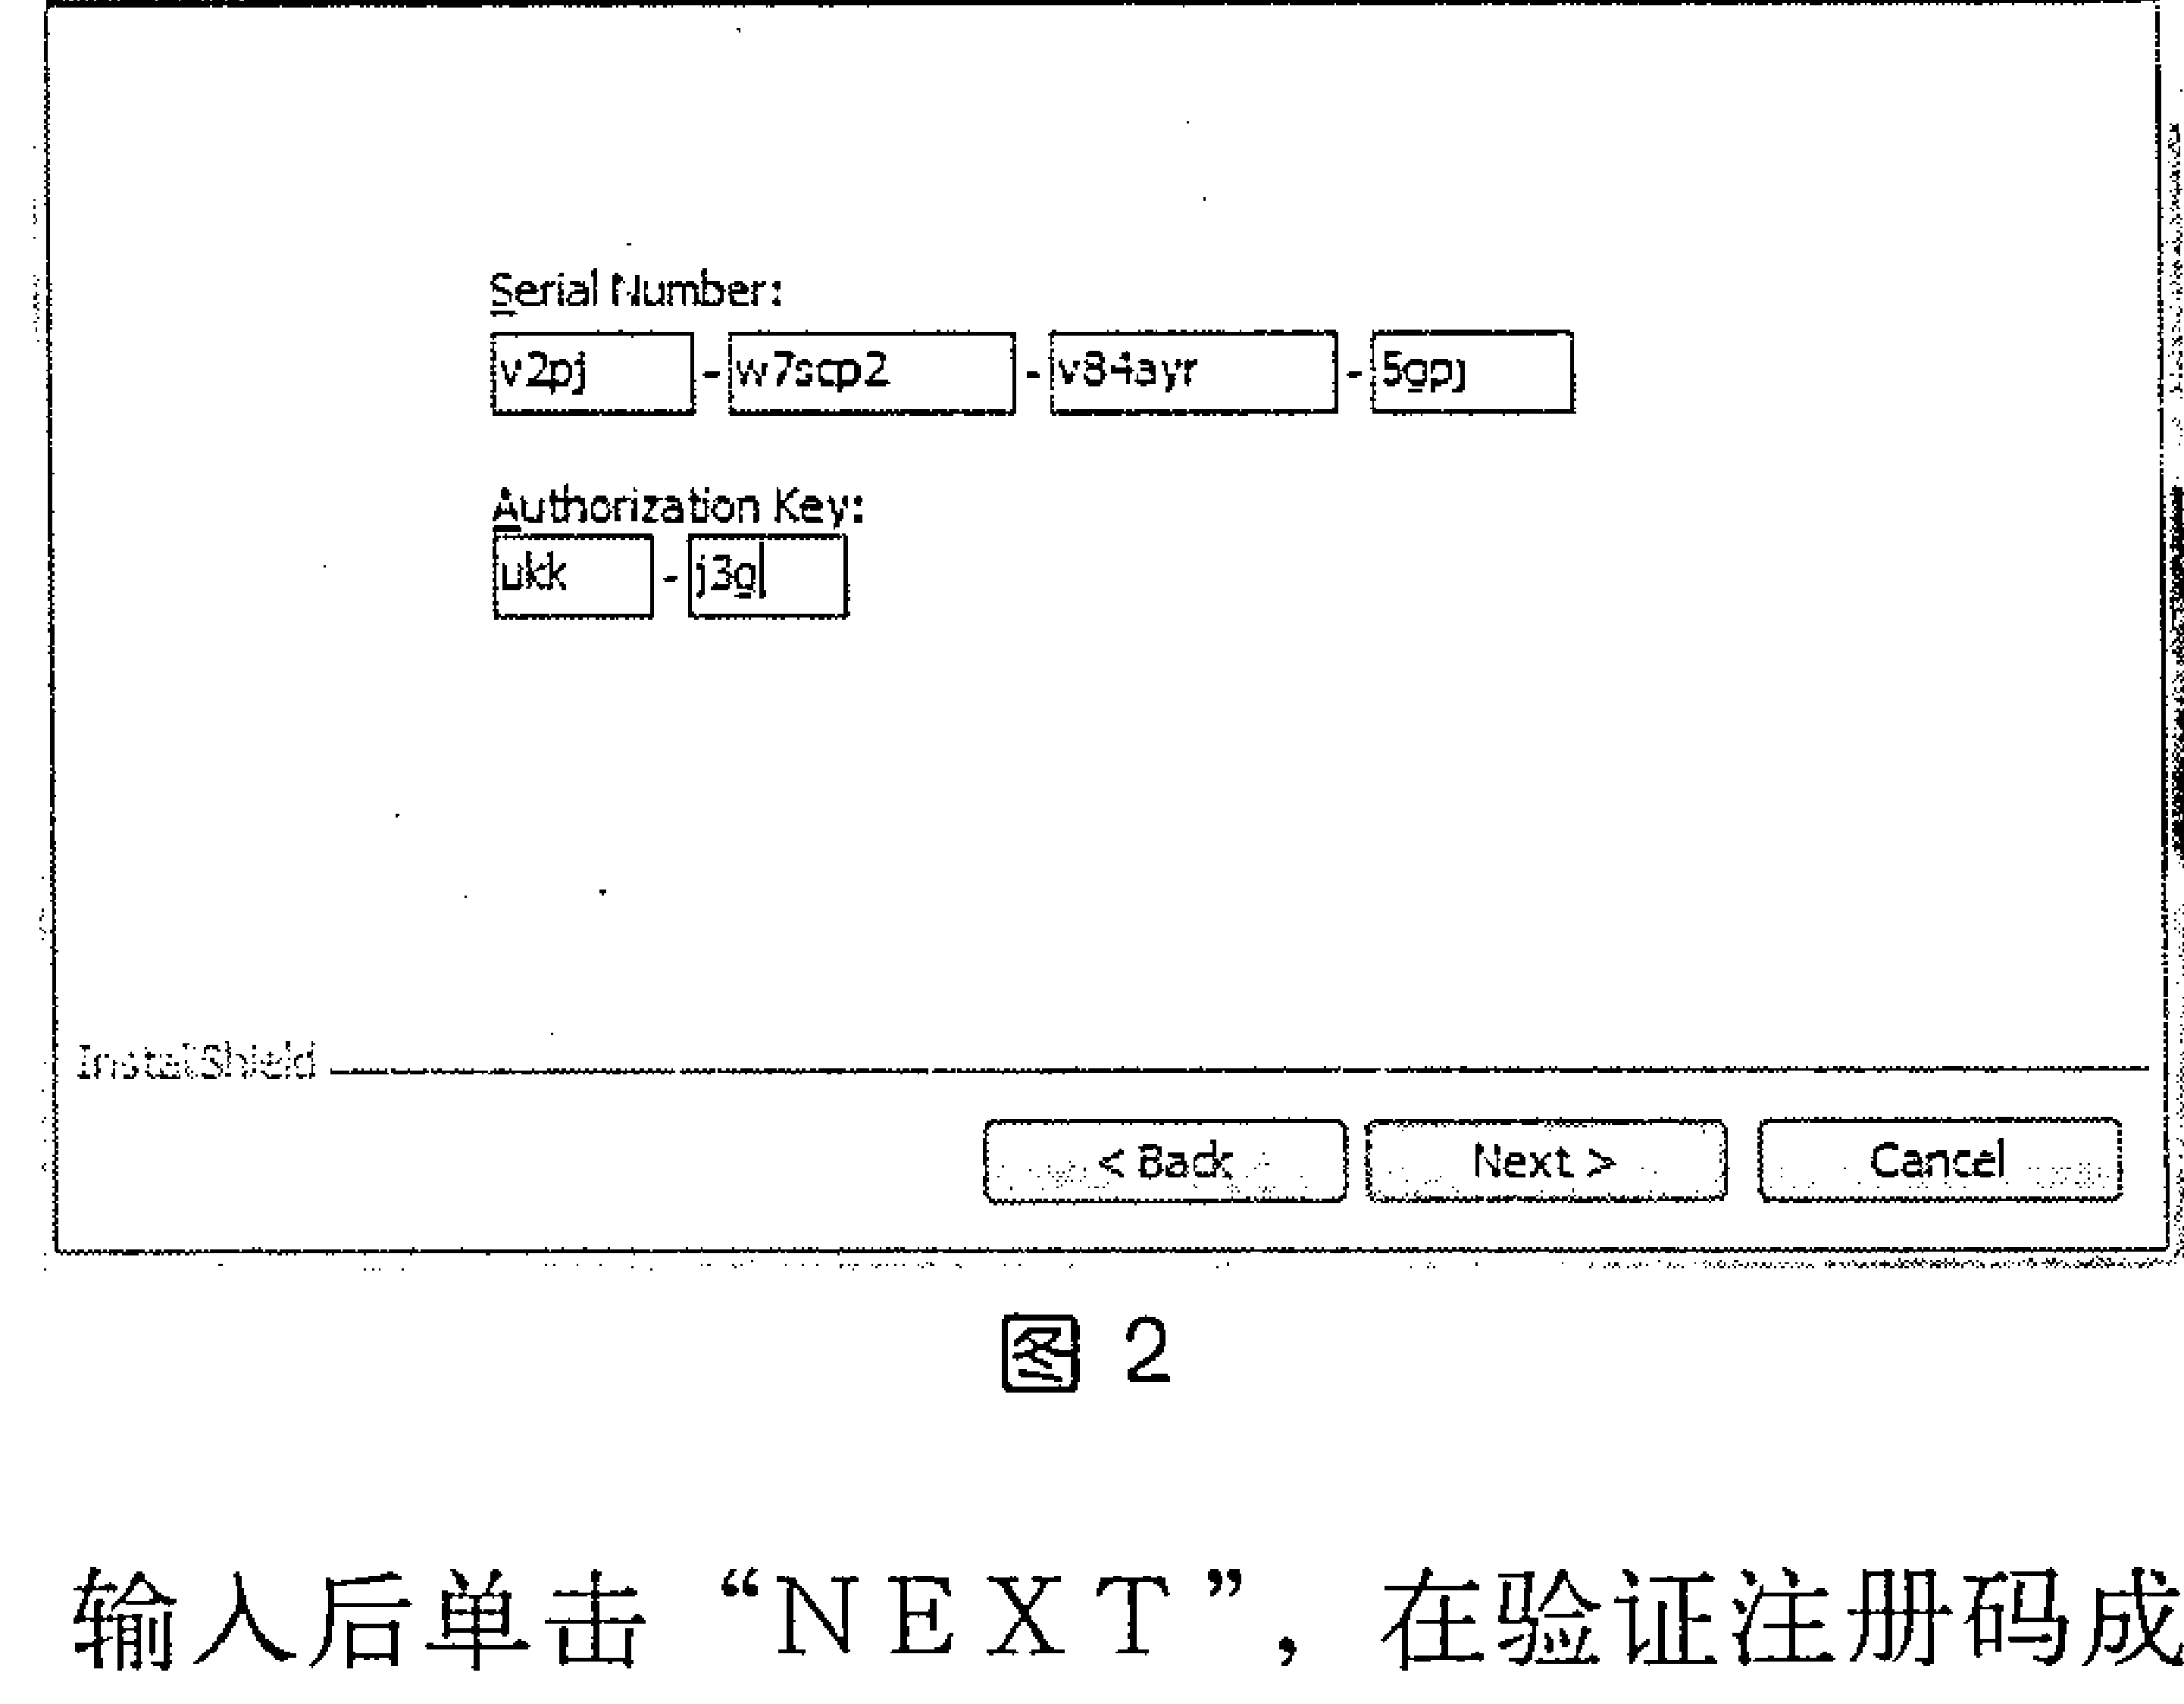 Serial Number:
v2pj - w7scp2 - v84ayr - 5gpj
Authorization Key:
ukk - j3g
InstallShield
< Back Next > Cancel
图 2
输入后单击“NEXT”，在验证注册码成